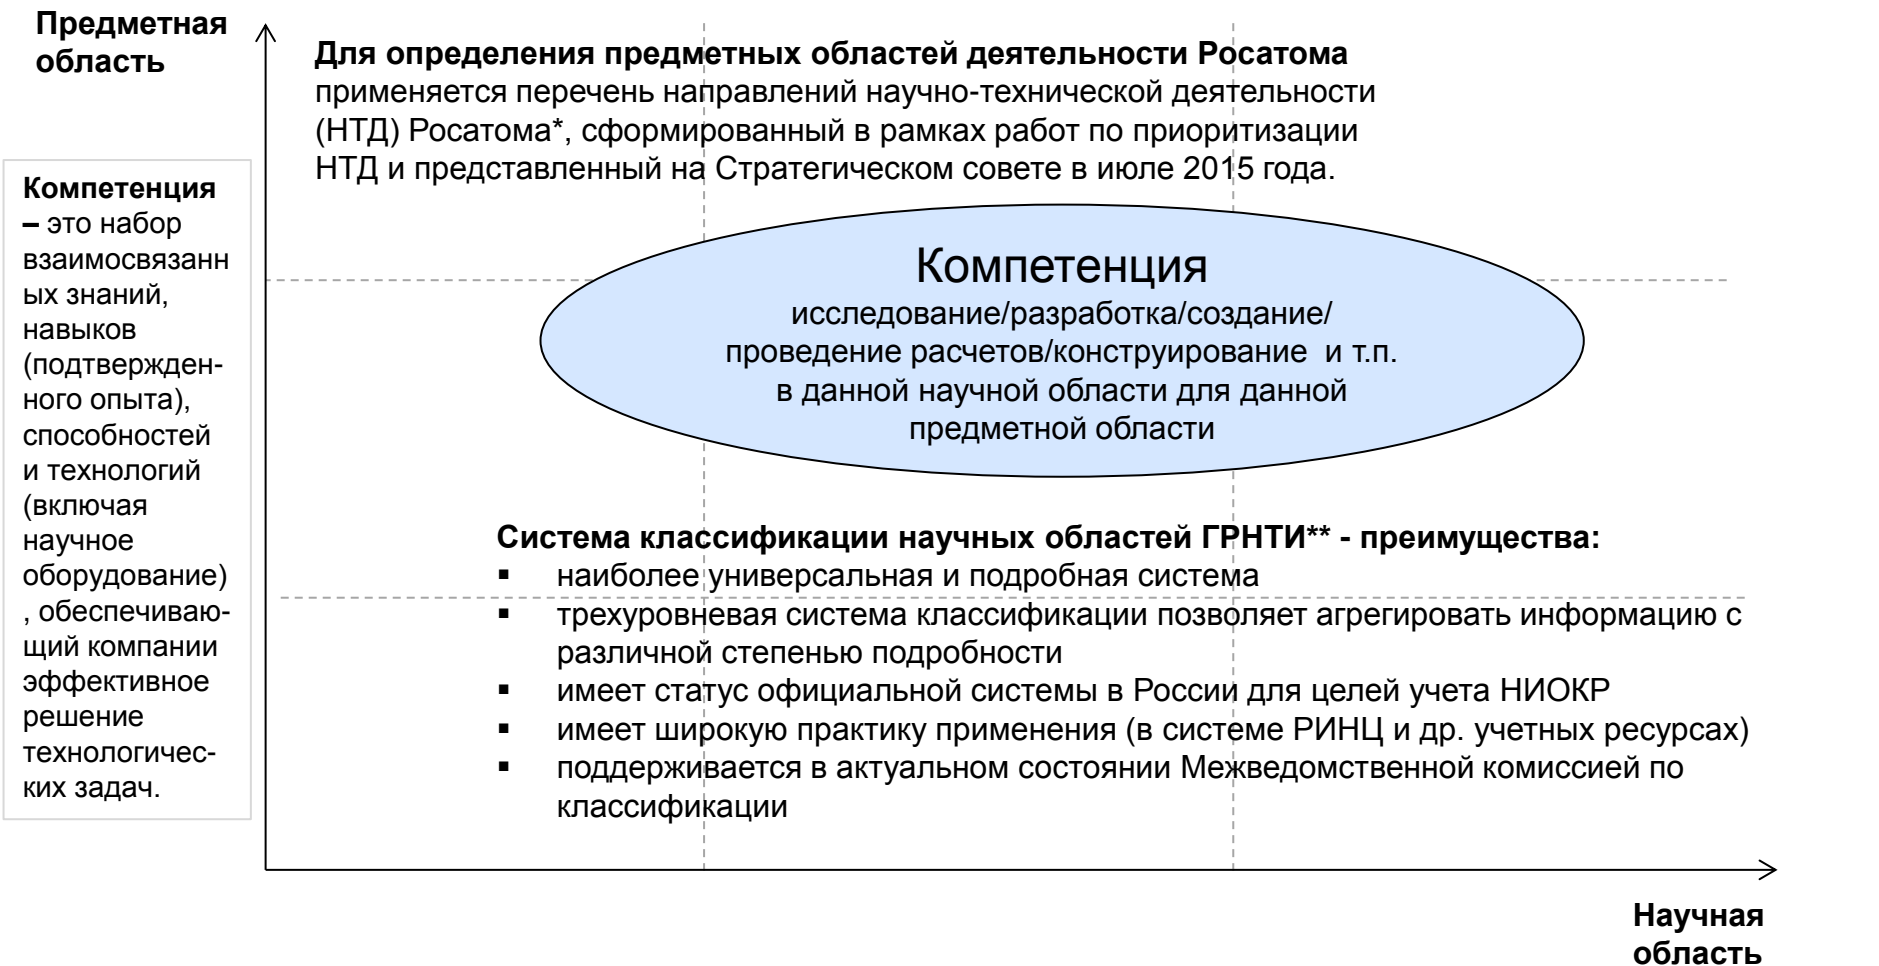 Предметная
область
Для определения предметных областей деятельности Росатома
применяется перечень направлений научно-технической деятельности
(НТД) Росатома*, сформированный в рамках работ по приоритизации
НТД и представленный на Стратегическом совете в июле 2015 года.
Компетенция
– это набор
взаимосвязанн
ых знаний,
навыков
(подтвержден-
ного опыта),
способностей
и технологий
(включая
научное
оборудование)
, обеспечиваю-
щий компании
эффективное
решение
технологичес-
ких задач.
Компетенция
исследование/разработка/создание/
проведение расчетов/конструирование и т.п.
в данной научной области для данной
предметной области
Система классификации научных областей ГРНТИ** - преимущества:
▪ наиболее универсальная и подробная система
▪ трехуровневая система классификации позволяет агрегировать информацию с
различной степенью подробности
▪ имеет статус официальной системы в России для целей учета НИОКР
▪ имеет широкую практику применения (в системе РИНЦ и др. учетных ресурсах)
▪ поддерживается в актуальном состоянии Межведомственной комиссией по
классификации
Научная
область